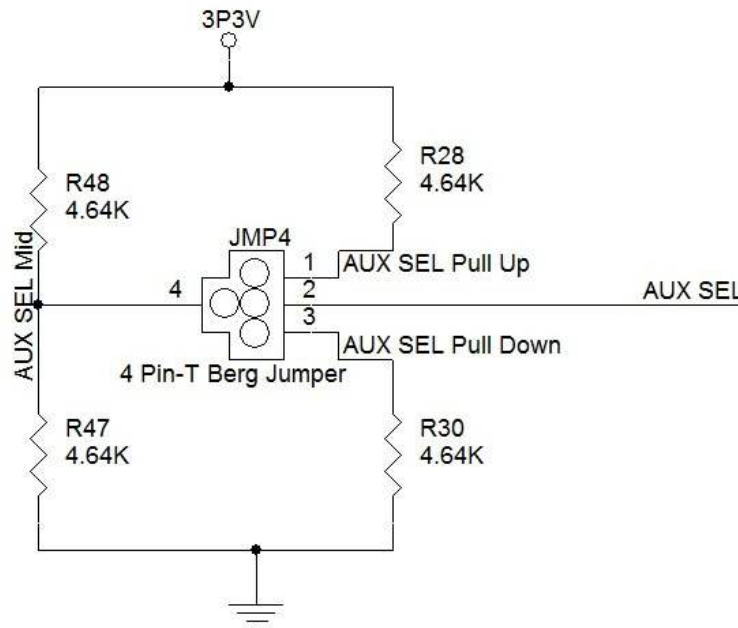 3P3V
R48
4.64K
R28
4.64K
JMP4
1
AUX SEL Pull Up
4
2
AUX SEL
3
AUX SEL Mid
AUX SEL Pull Down
4 Pin-T Berg Jumper
R47
4.64K
R30
4.64K